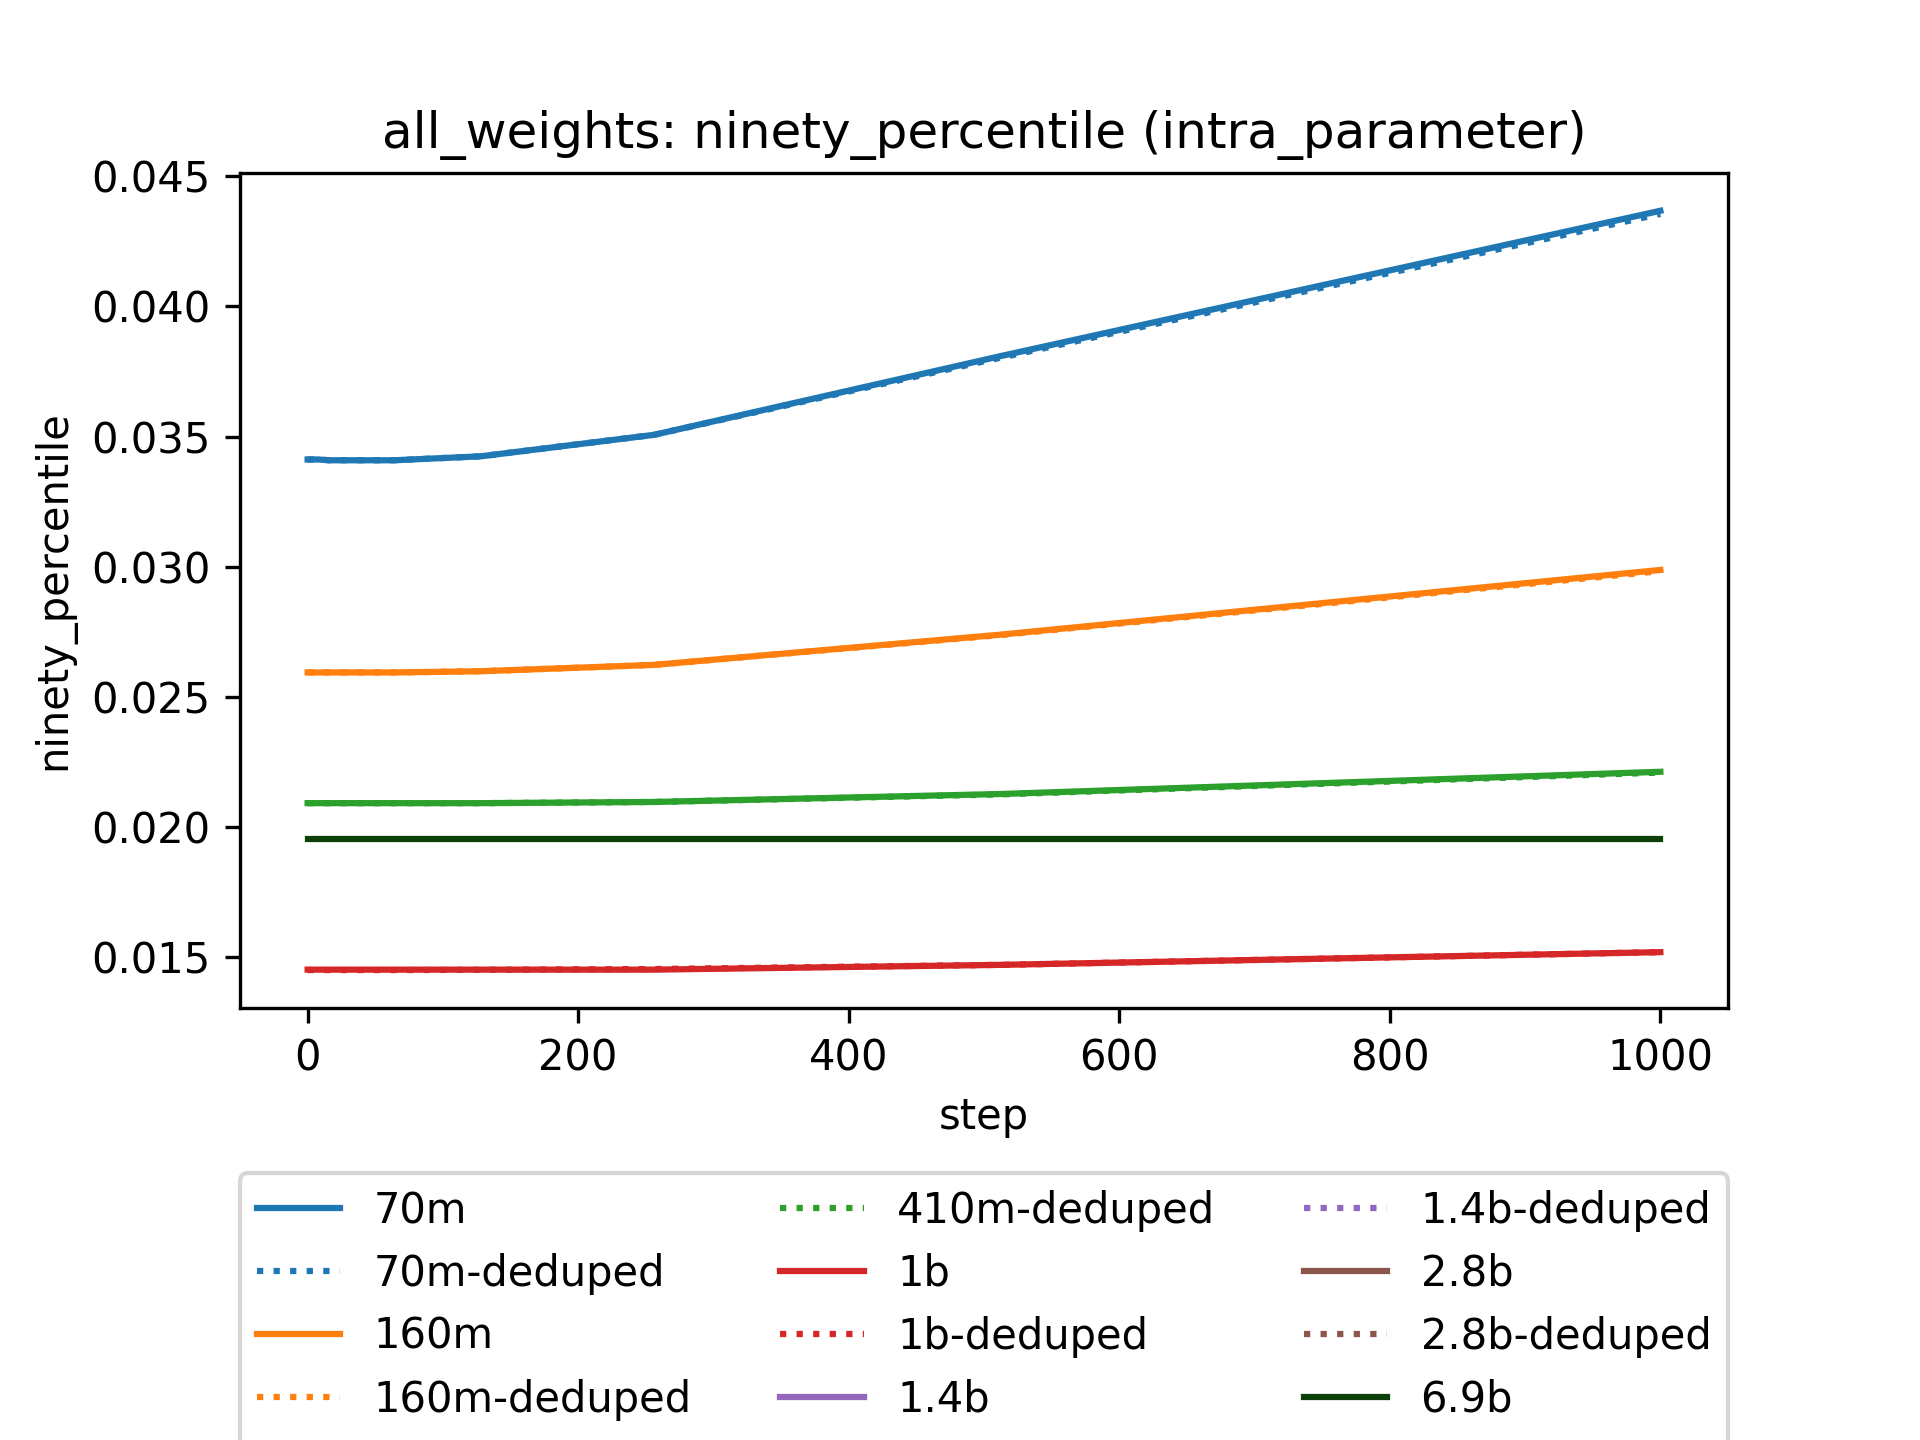 all_weights: ninety_percentile (intra_parameter)
ninety_percentile
0.045
0.040
0.035
0.030
0.025
0.020
0.015
0 200 400 600 800 1000
step
70m 410m-deduped 1.4b-deduped
70m-deduped 1b 2.8b
160m 1b-deduped 2.8b-deduped
160m-deduped 1.4b 6.9b